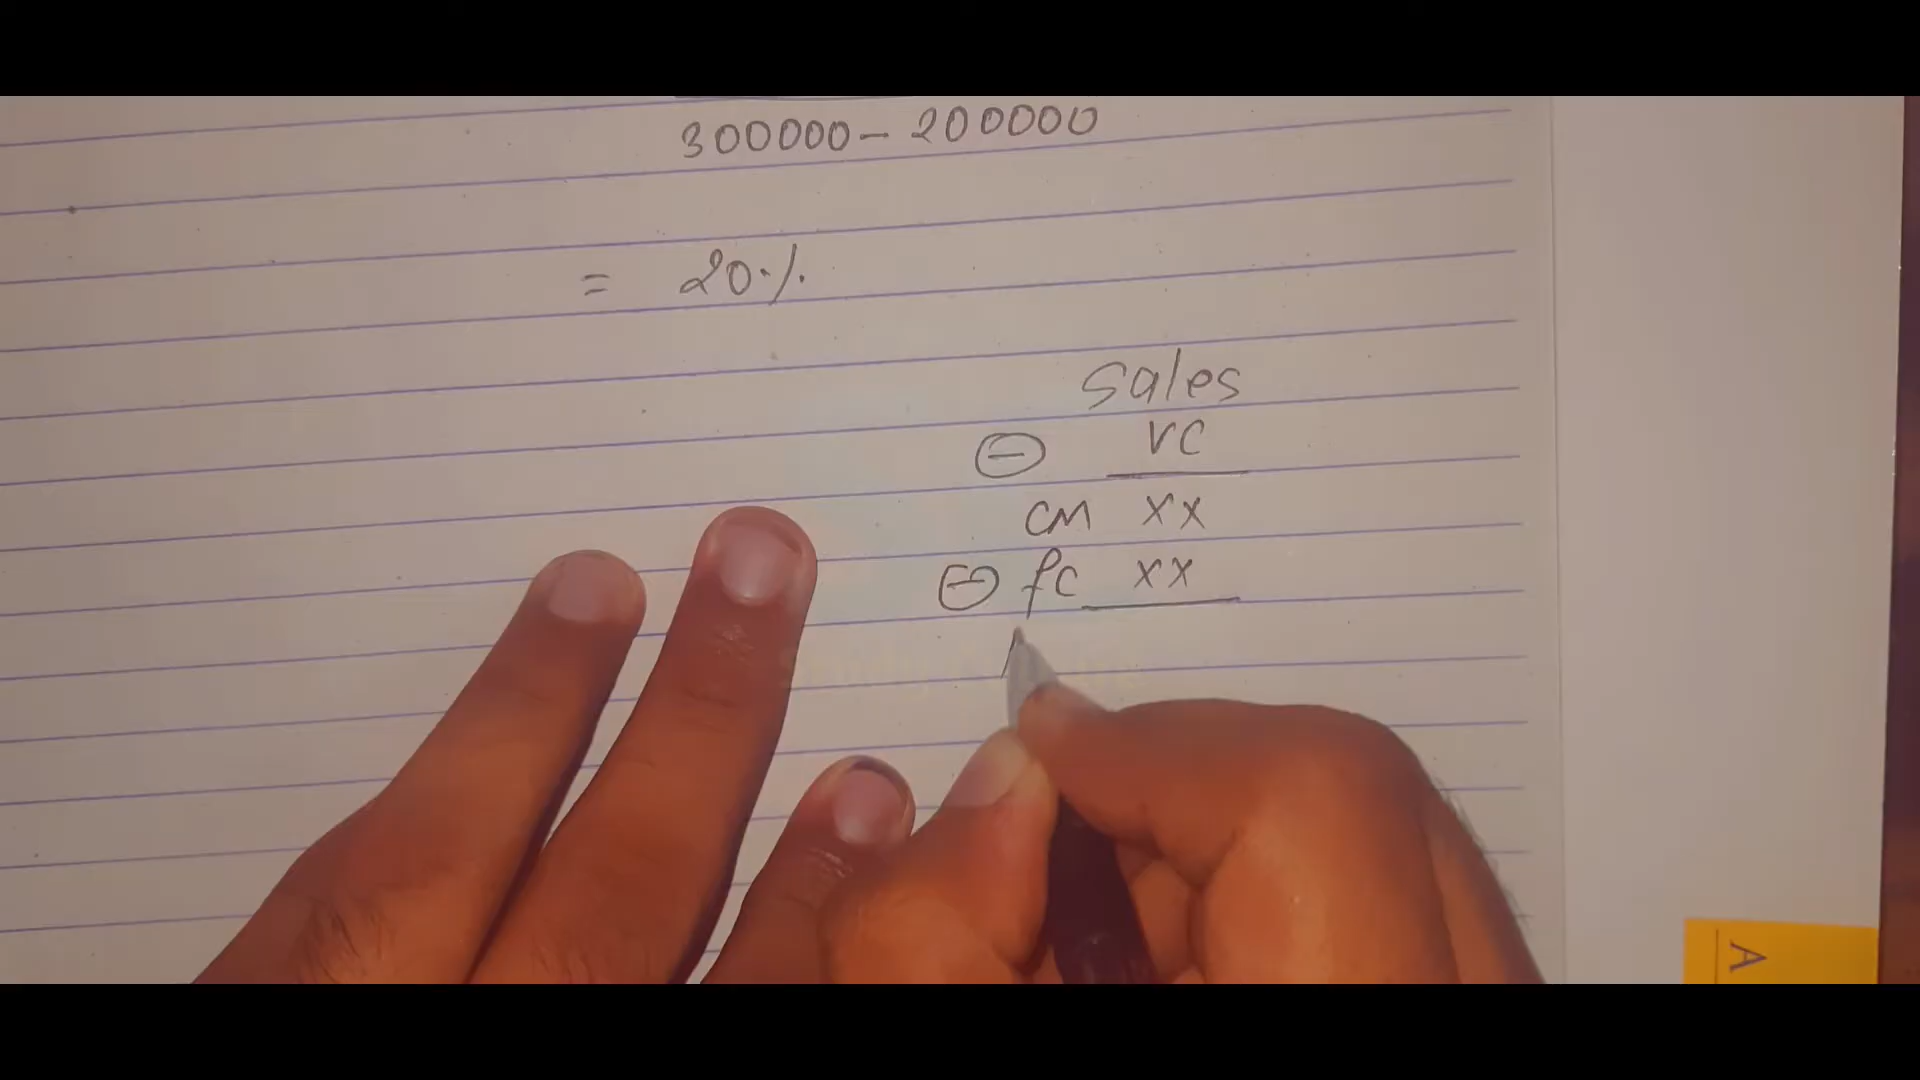 300000 - 200000
= 20%
Sales
⊖ VC
CM XX
⊖ FC XX
A